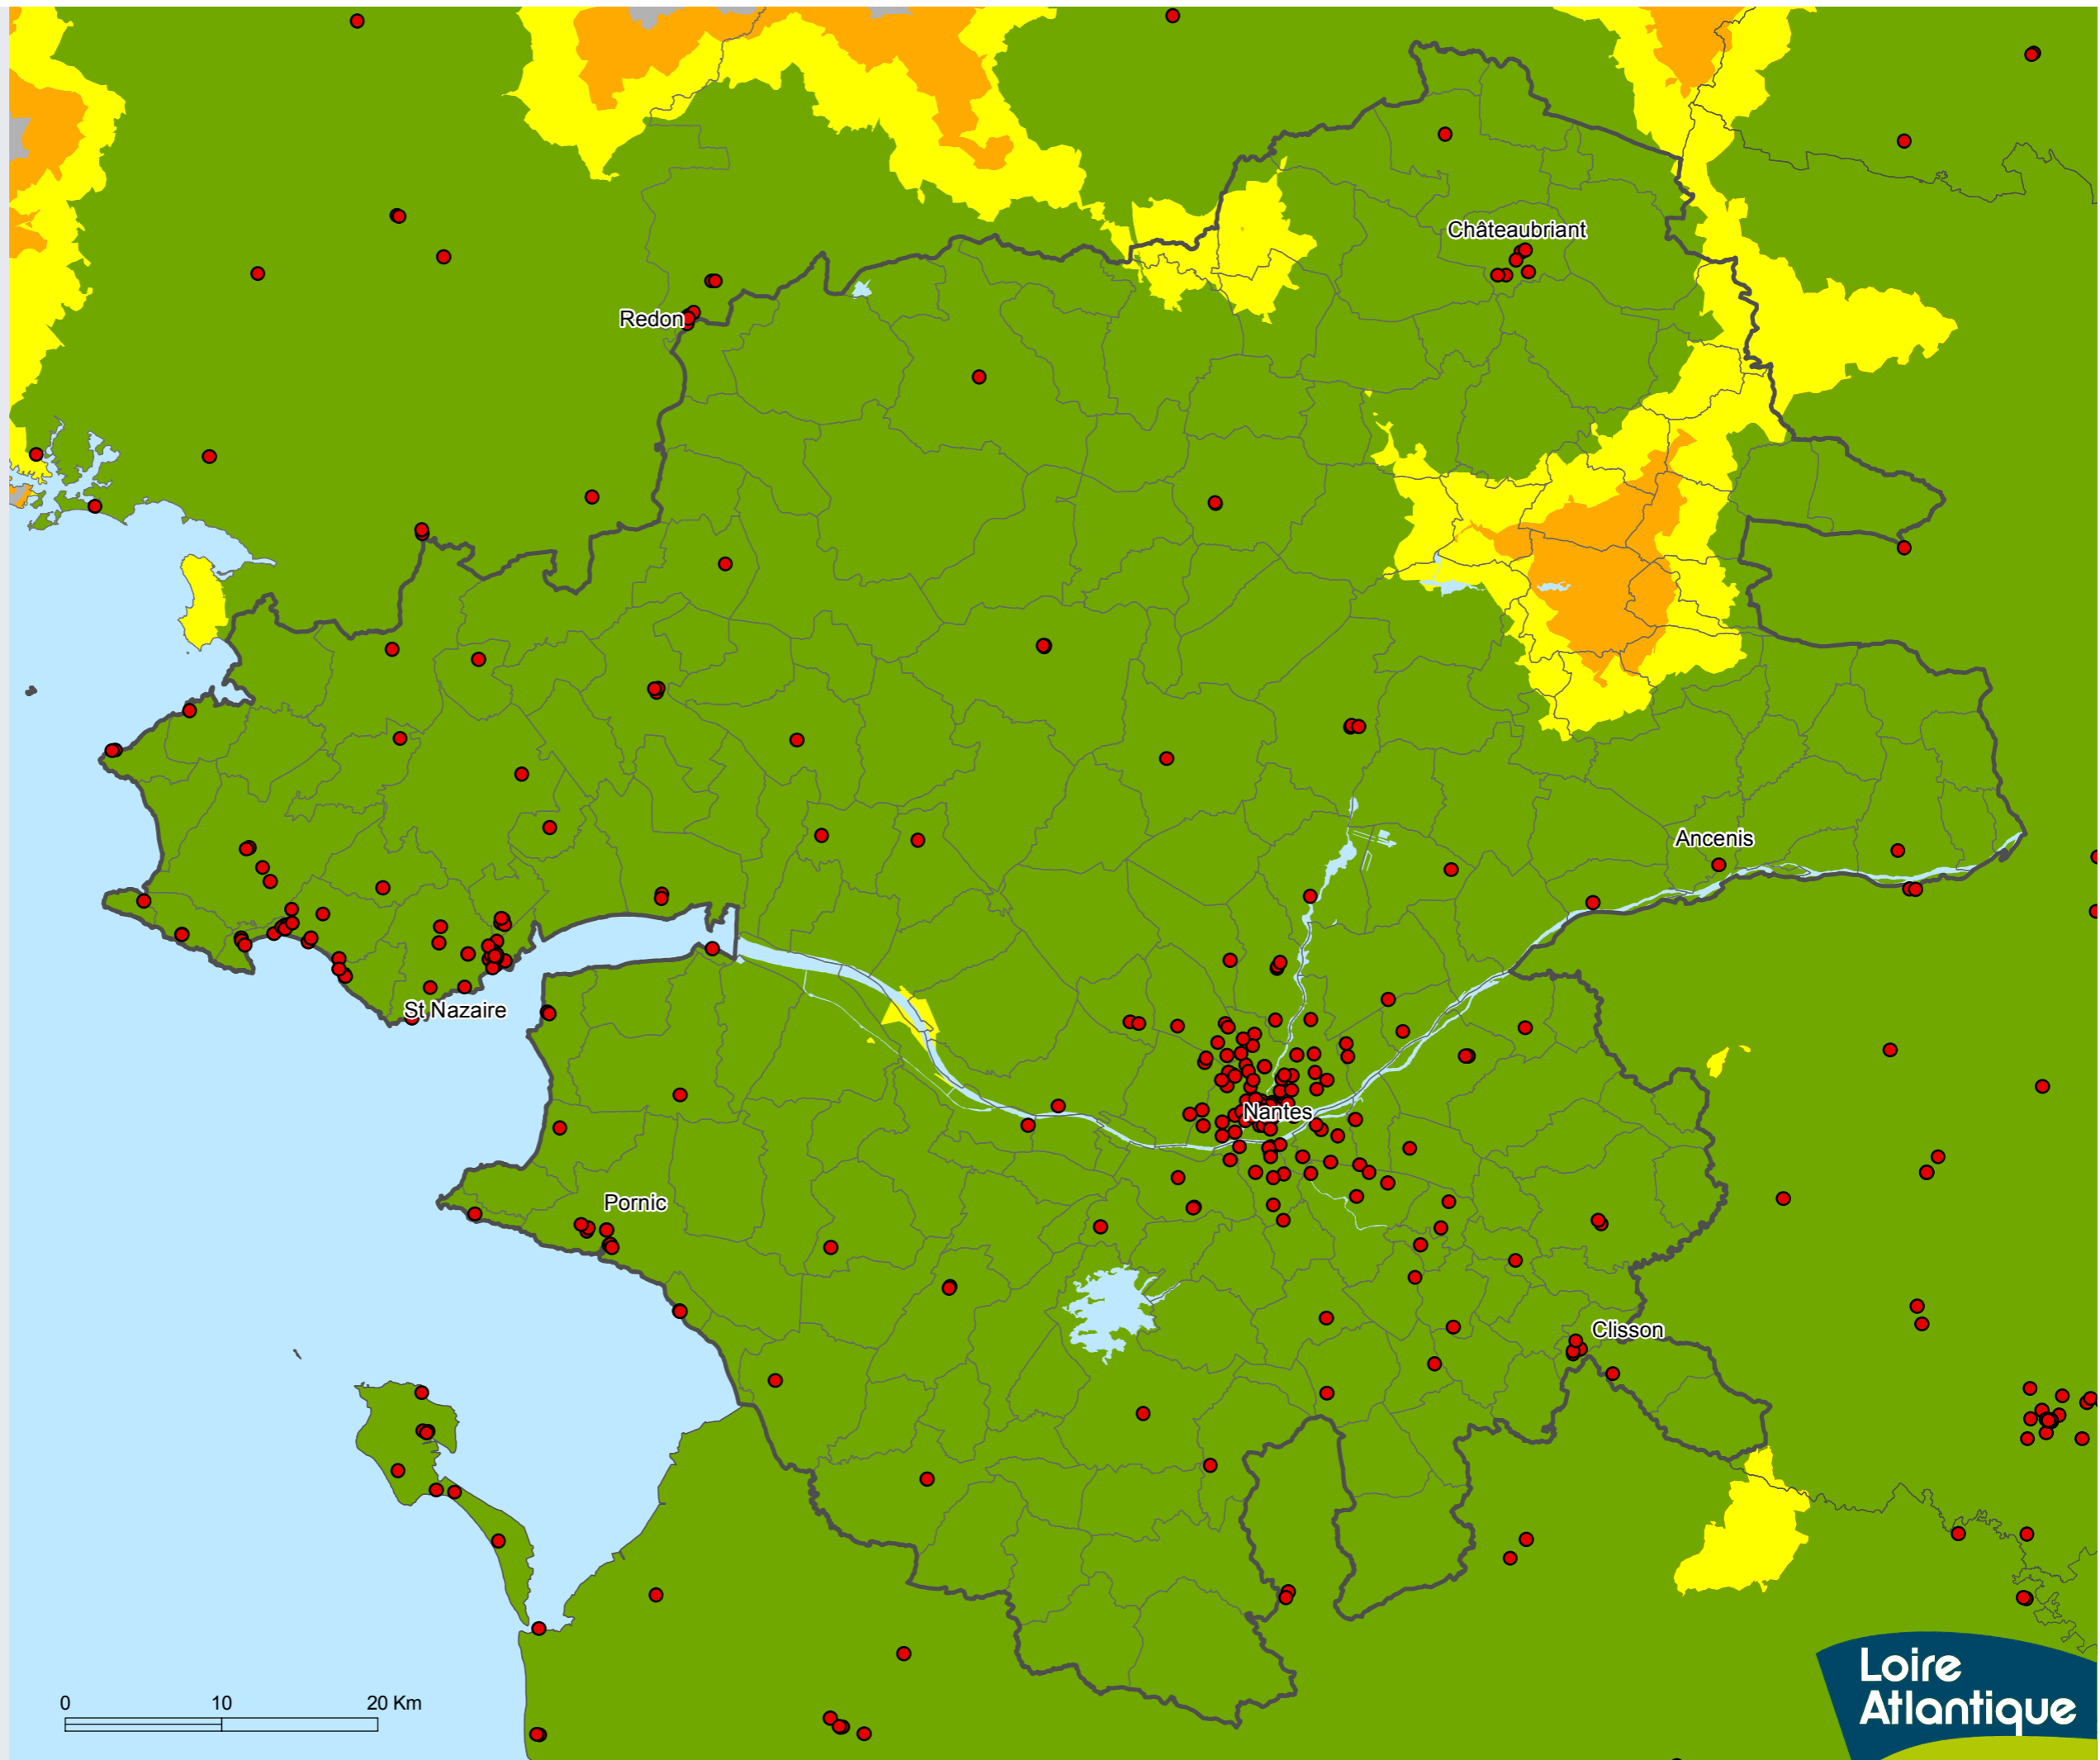 Châteaubriant
Redon
Ancenis
St Nazaire
Nantes
Pornic
Clisson
0 10 20 Km
Loire
Atlantique